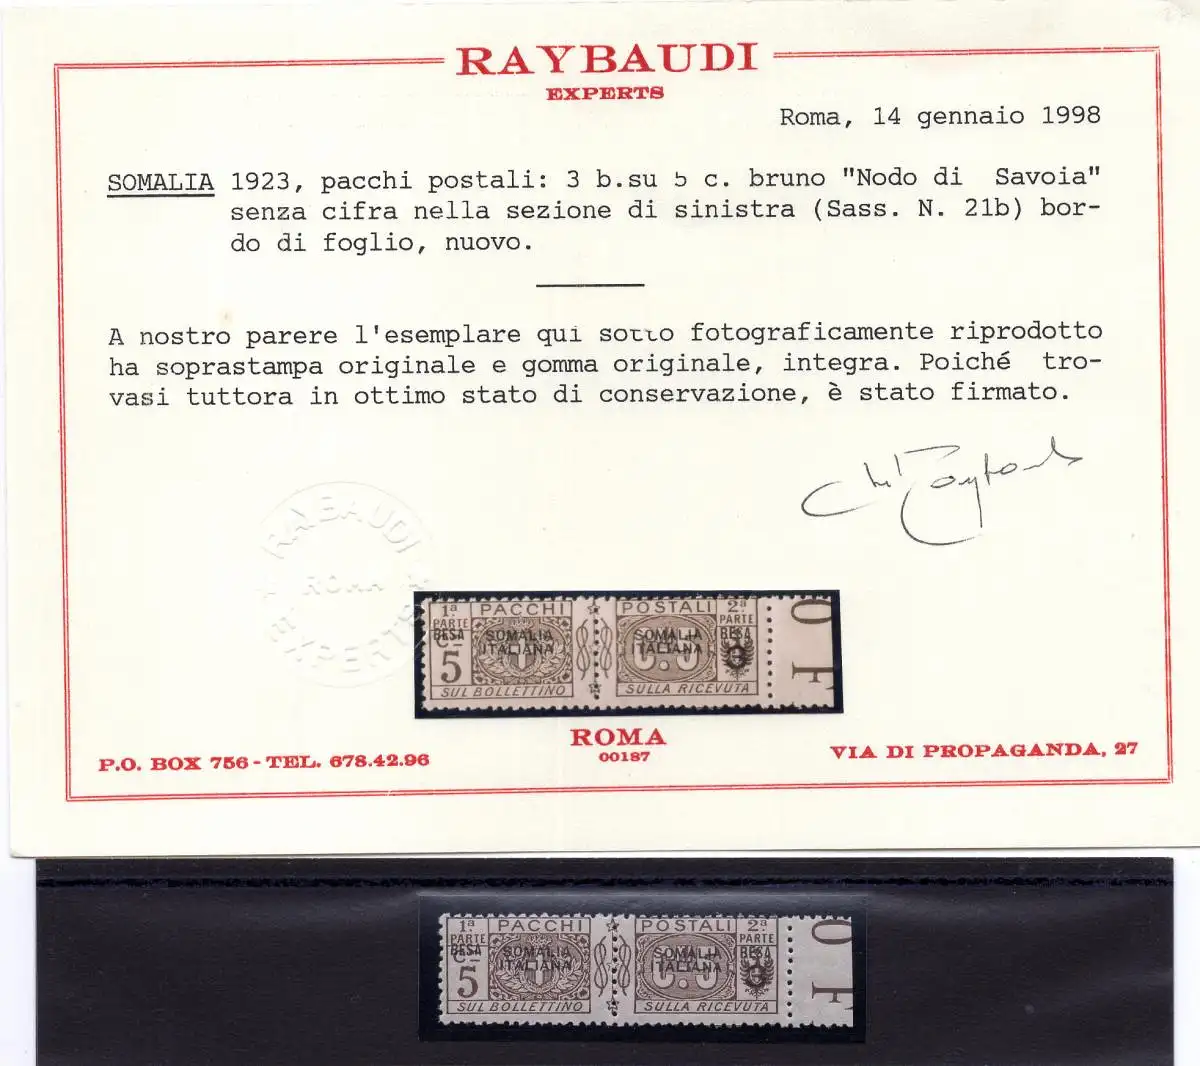 RAYBAUDI
EXPERTS
Roma, 14 gennaio 1998
SOMALIA 1923, pacchi postali: 3 b.su 5 c. bruno "Nodo di Savoia"
senza cifra nella sezione di sinistra (Sass. N. 21b) bor-
do di foglio, nuovo.
A nostro parere l'esemplare qui sotto fotograficamente riprodotto
ha soprastampa originale e gomma originale, integra. Poiché tro-
vasi tuttora in ottimo stato di conservazione, è stato firmato.
RAYBAUDI
ROMA
EXPERTS
1ª PACCHI POSTALI 2ª
PARTE PARTE
BESA SOMALIA SOMALIA BESA
ITALIANA ITALIANA
C. 5 C. 5 3
SUL BOLLETTINO SULLA RICEVUTA
O F
ROMA
00187
P.O. BOX 756 - TEL. 678.42.96
VIA DI PROPAGANDA, 27
1ª PACCHI POSTALI 2ª
PARTE PARTE
BESA SOMALIA SOMALIA BESA
ITALIANA ITALIANA
C. 5 C. 5 3
SUL BOLLETTINO SULLA RICEVUTA
O F